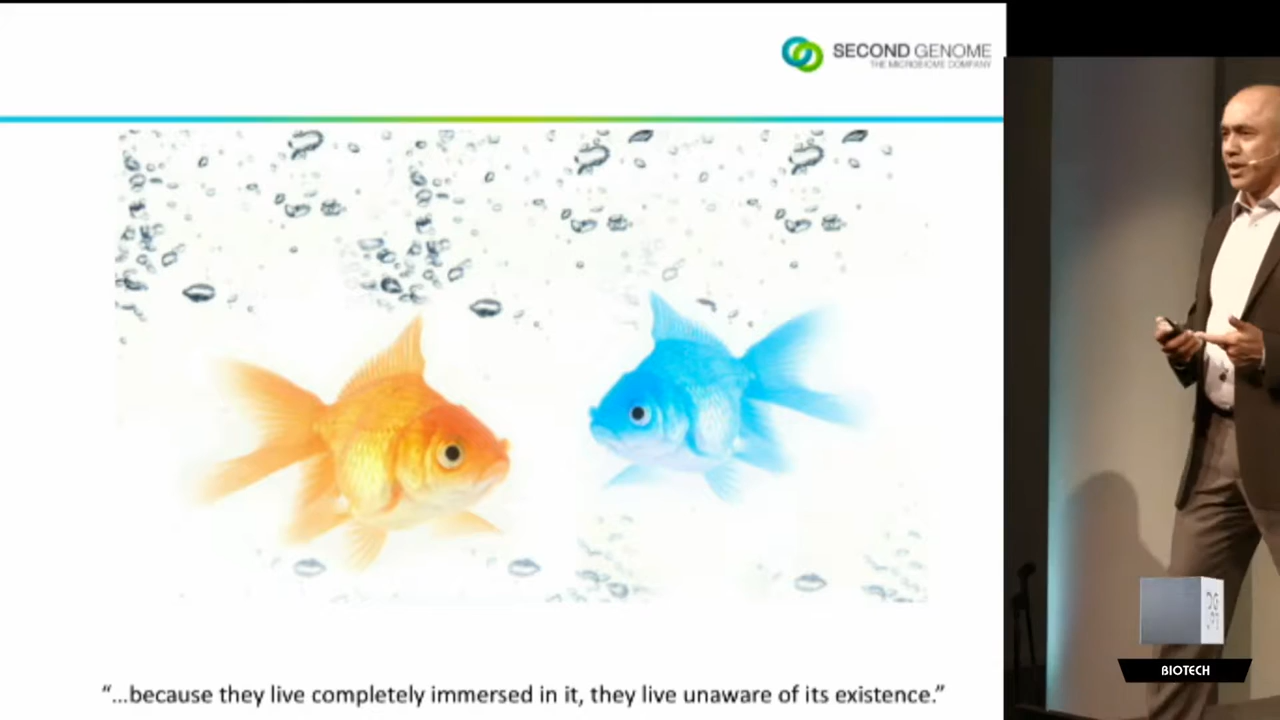 SECOND GENOME
THE MICROBIOME COMPANY
“...because they live completely immersed in it, they live unaware of its existence.”
BIOTECH